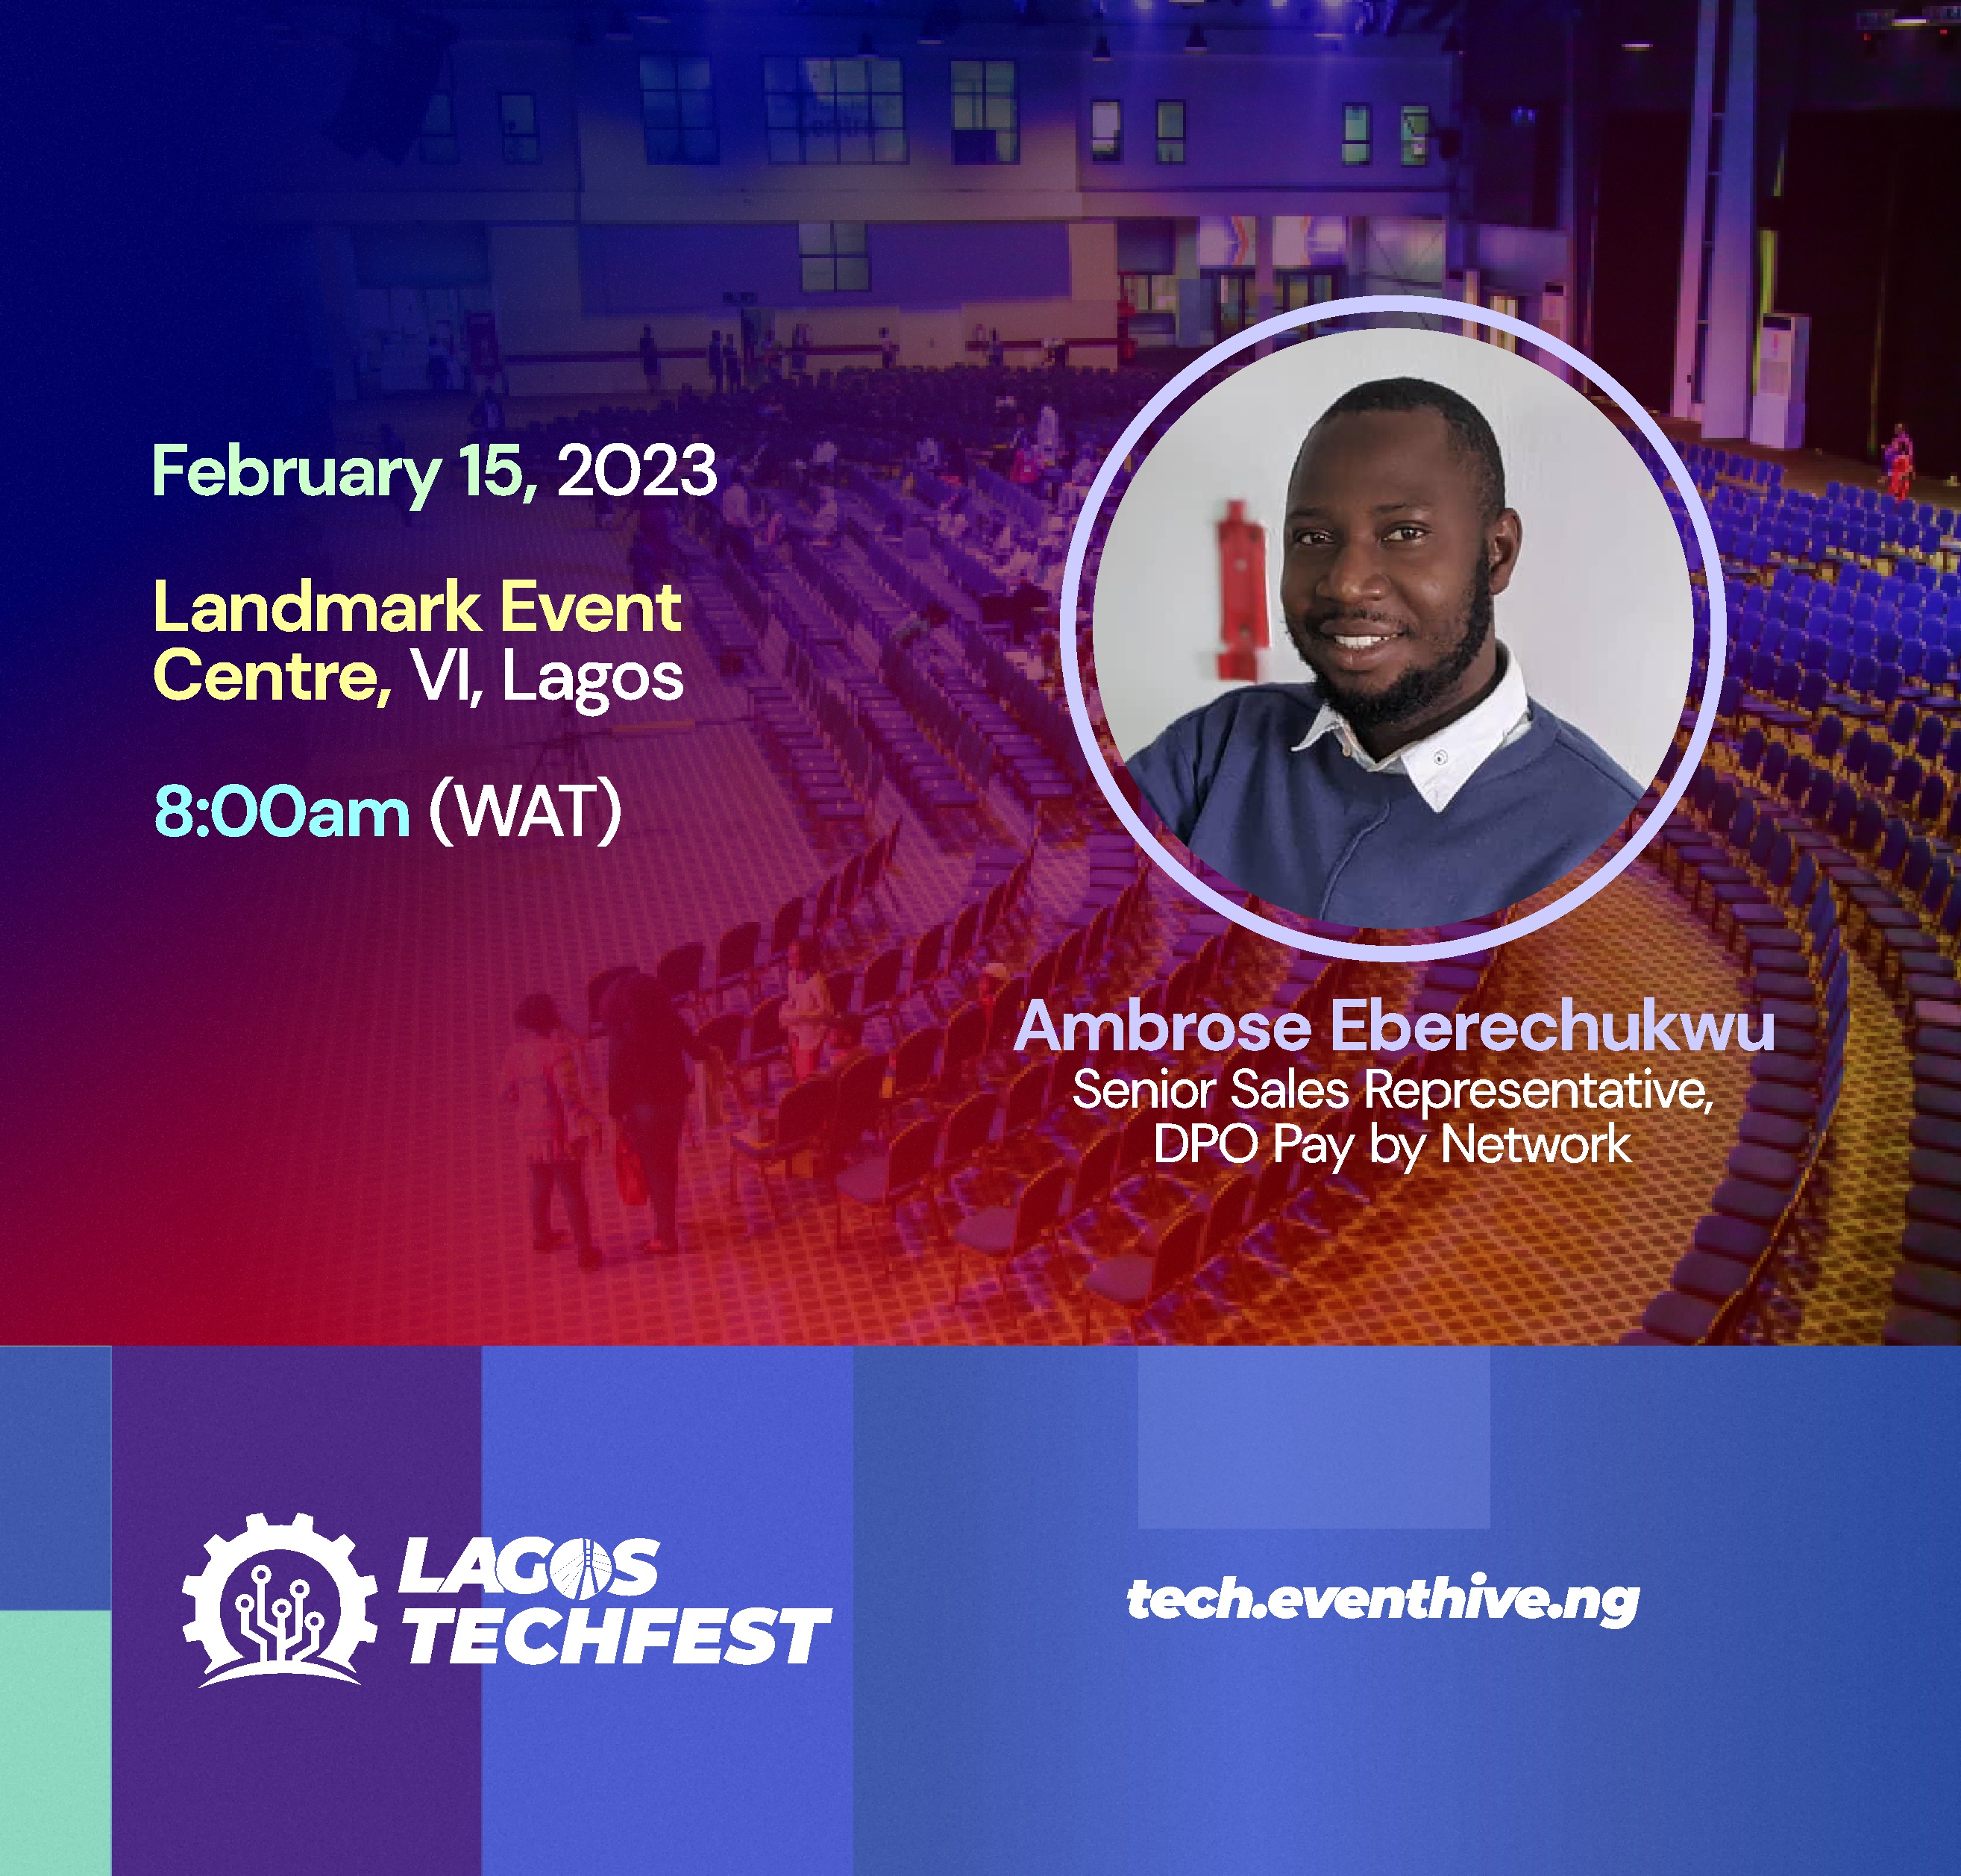 February 15, 2023
Landmark Event
Centre, VI, Lagos
8:00am (WAT)
Ambrose Eberechukwu
Senior Sales Representative,
DPO Pay by Network
LAGOS
TECHFEST
tech.eventhive.ng